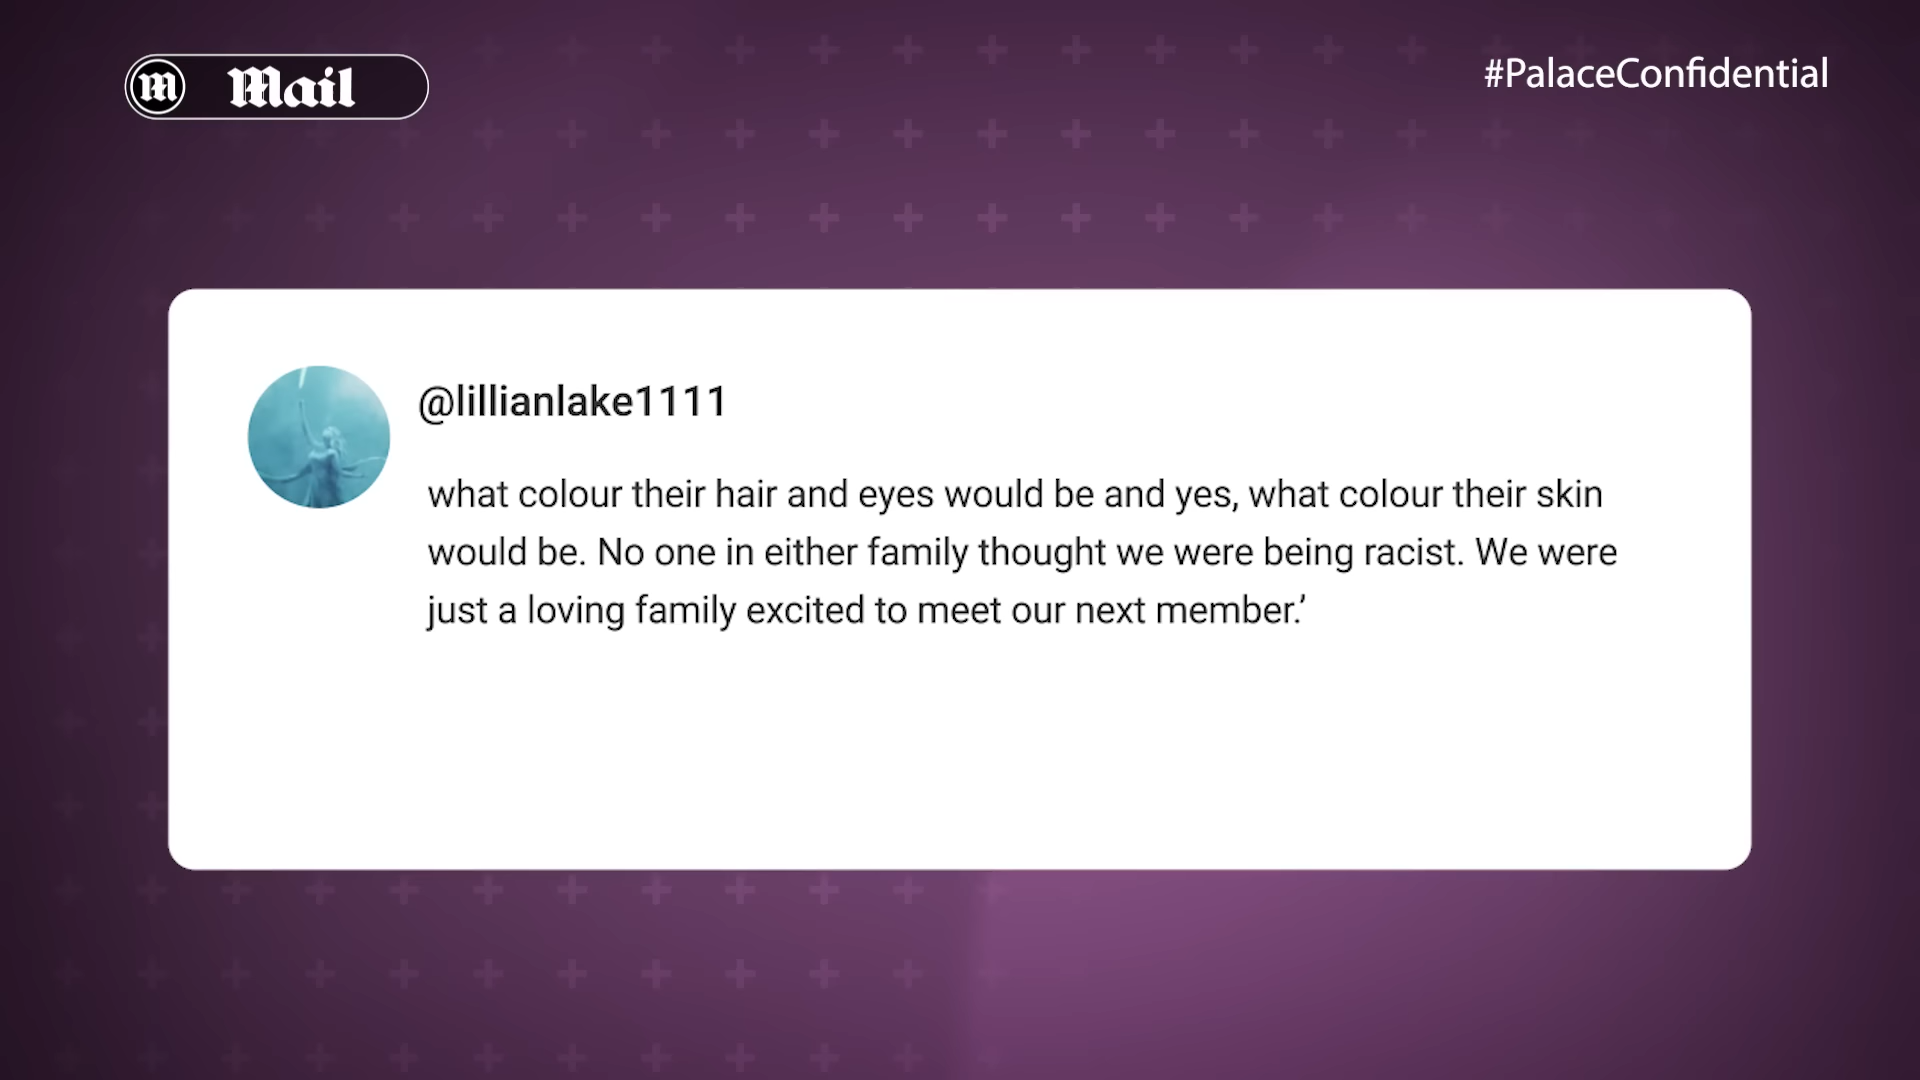 Mail
#PalaceConfidential
@lillianlake1111
what colour their hair and eyes would be and yes, what colour their skin
would be. No one in either family thought we were being racist. We were
just a loving family excited to meet our next member.’